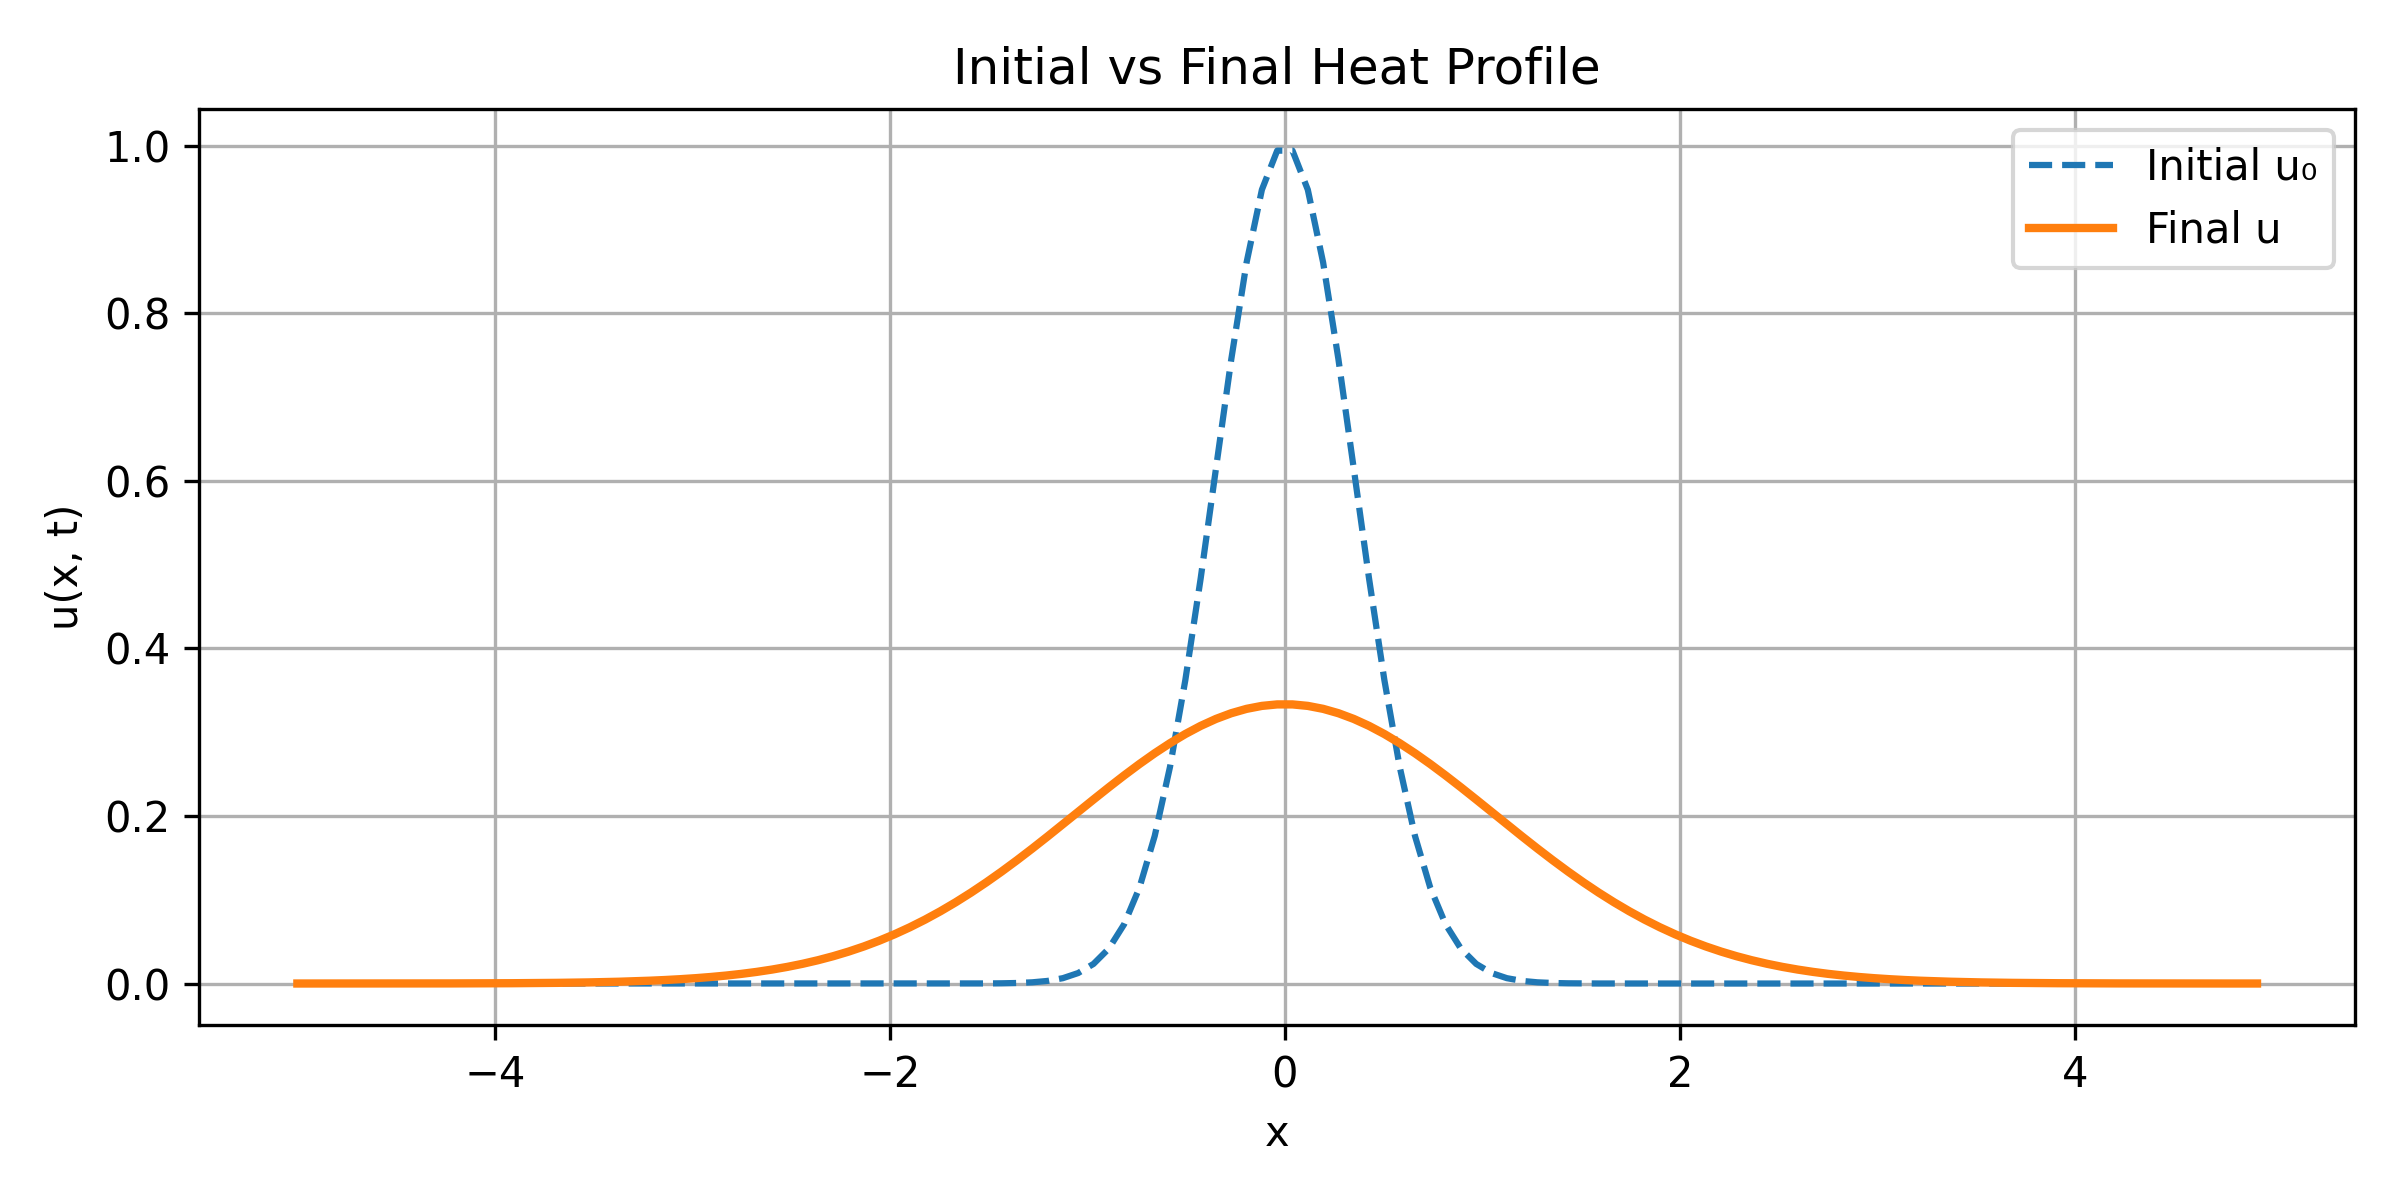 Initial vs Final Heat Profile
1.0
0.8
0.6
0.4
0.2
0.0
u(x, t)
Initial u₀
Final u
−4
−2
0
2
4
x